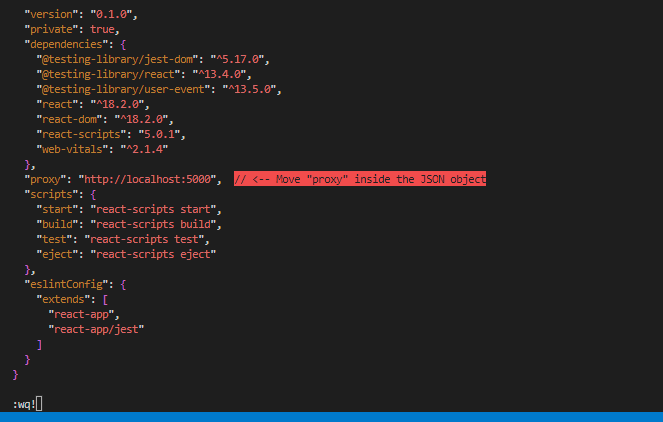 "version": "0.1.0",
"private": true,
"dependencies": {
"@testing-library/jest-dom": "^5.17.0",
"@testing-library/react": "^13.4.0",
"@testing-library/user-event": "^13.5.0",
"react": "^18.2.0",
"react-dom": "^18.2.0",
"react-scripts": "5.0.1",
"web-vitals": "^2.1.4"
},
"proxy": "http://localhost:5000", // <-- Move "proxy" inside the JSON object
"scripts": {
"start": "react-scripts start",
"build": "react-scripts build",
"test": "react-scripts test",
"eject": "react-scripts eject"
},
"eslintConfig": {
"extends": [
"react-app",
"react-app/jest"
]
}
}
:wq!